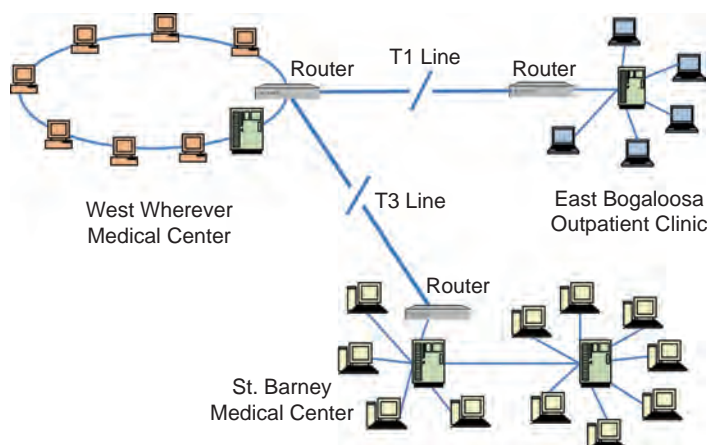 Router
T1 Line
Router
West Wherever
Medical Center
T3 Line
East Bogaloosa
Outpatient Clinic
Router
St. Barney
Medical Center